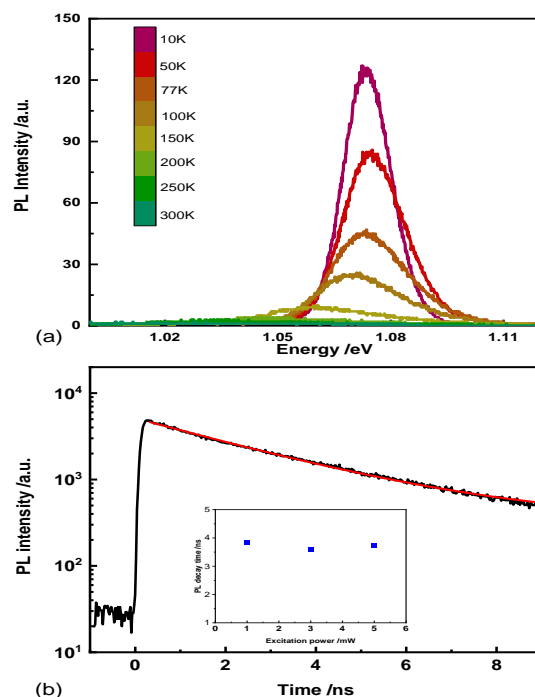 150
120
90
60
30
0
PL Intensity /a.u.
10K
50K
77K
100K
150K
200K
250K
300K
1.02
1.05
1.08
1.11
Energy /eV
(a)
10⁴
10³
10²
10¹
PL intensity /a.u.
5
4
3
2
1
PL decay time /ns
0 1 2 3 4 5 6
Excitation power /mW
0 2 4 6 8
Time /ns
(b)